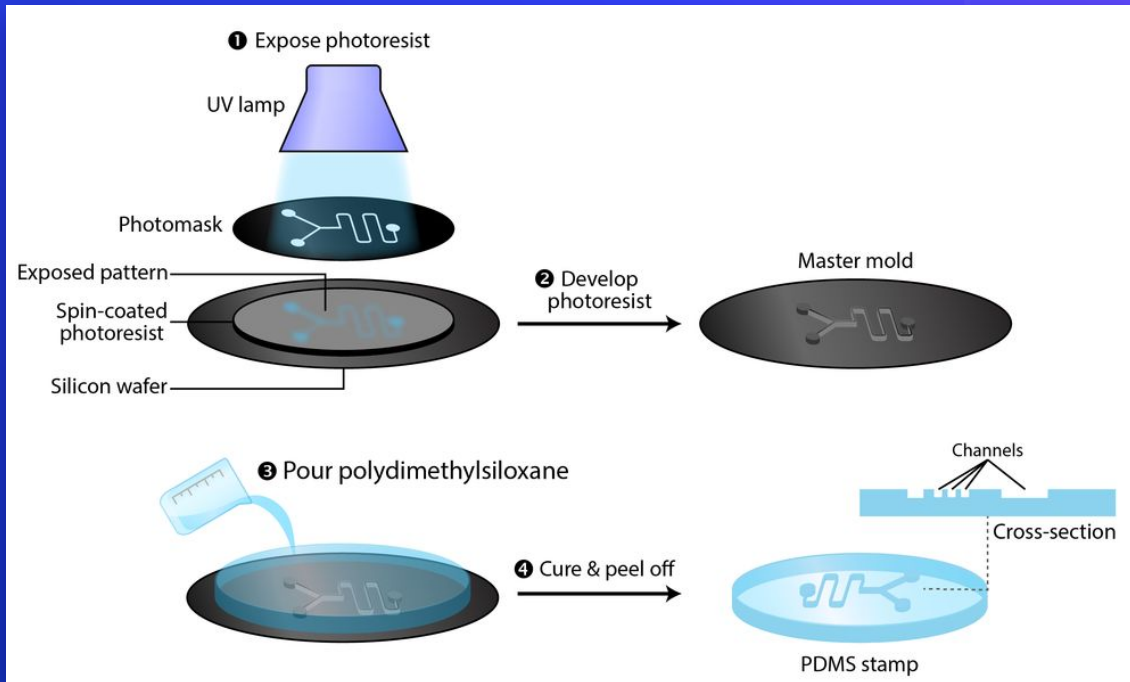 ❶ Expose photoresist
UV lamp
Photomask
Exposed pattern
Spin-coated
photoresist
Silicon wafer
❷ Develop
photoresist
Master mold
❸ Pour polydimethylsiloxane
❹ Cure & peel off
Channels
Cross-section
PDMS stamp